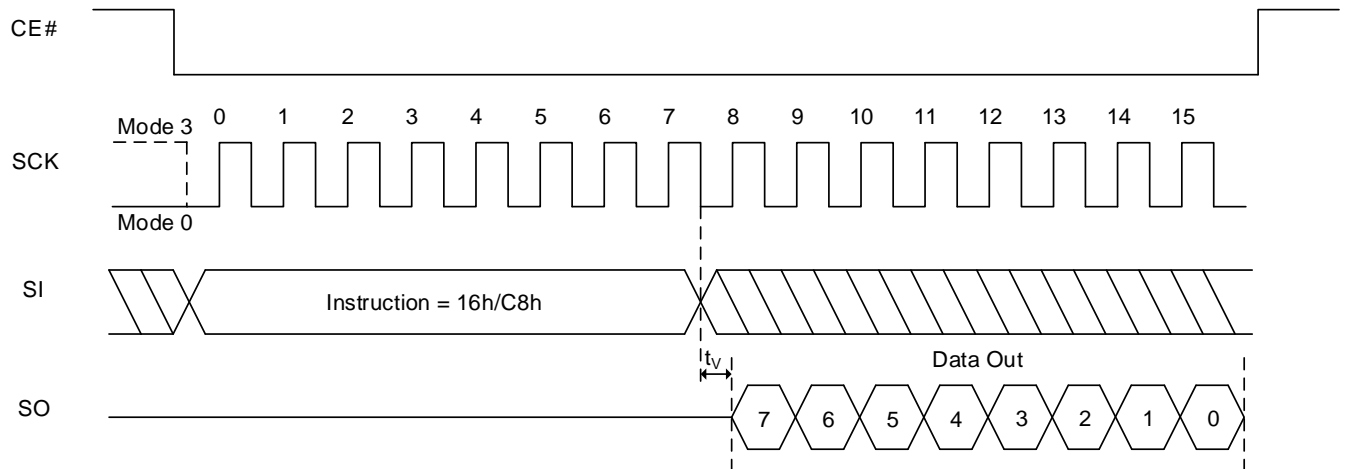 CE#
0 1 2 3 4 5 6 7 8 9 10 11 12 13 14 15
Mode 3
SCK
Mode 0
SI
Instruction = 16h/C8h
tV
Data Out
SO
7 6 5 4 3 2 1 0